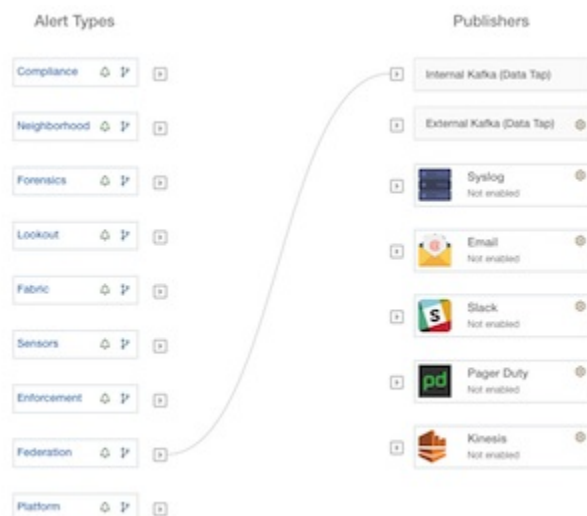 Alert Types
Publishers
Compliance
Neighborhood
Forensics
Lookout
Fabric
Sensors
Enforcement
Federation
Platform
Internal Kafka (Data Tap)
External Kafka (Data Tap)
Syslog
Not enabled
Email
Not enabled
S
Slack
Not enabled
pd
Pager Duty
Not enabled
Kinesis
Not enabled